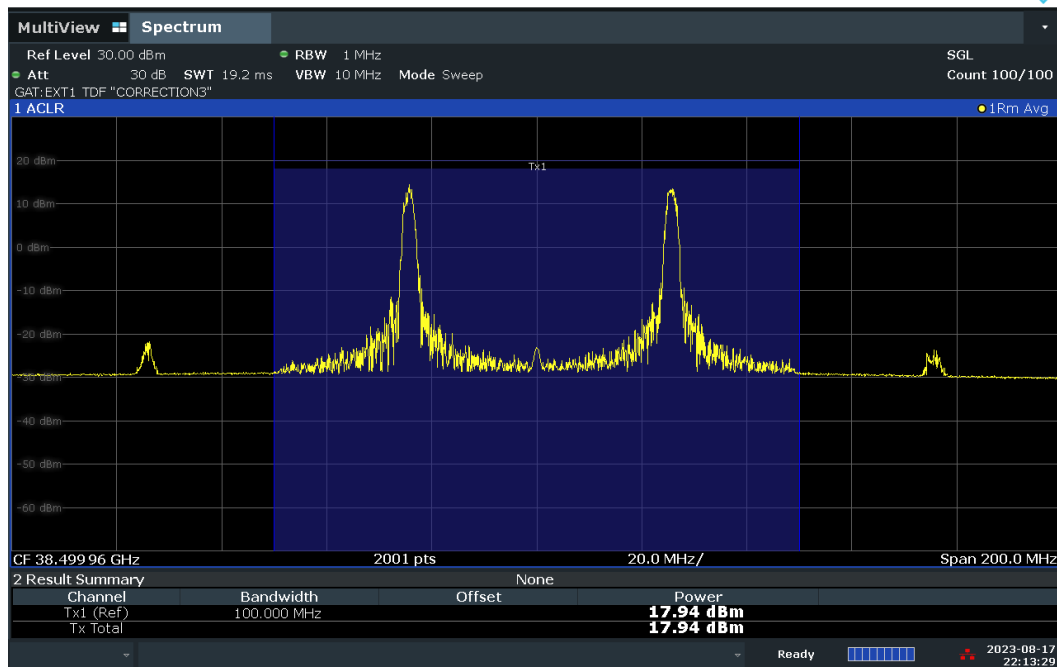 MultiView Spectrum
Ref Level 30.00 dBm RBW 1 MHz SGL
Att 30 dB SWT 19.2 ms VBW 10 MHz Mode Sweep Count 100/100
GAT:EXT1 TDF "CORRECTION3"
1 ACLR 1Rm Avg
20 dBm
Tx1
10 dBm
0 dBm
-10 dBm
-20 dBm
-30 dBm
-40 dBm
-50 dBm
-60 dBm
CF 38.49996 GHz 2001 pts 20.0 MHz/ Span 200.0 MHz
2 Result Summary None
Channel Bandwidth Offset Power
Tx1 (Ref) 100.000 MHz 17.94 dBm
Tx Total 17.94 dBm
Ready 2023-08-17
22:13:29